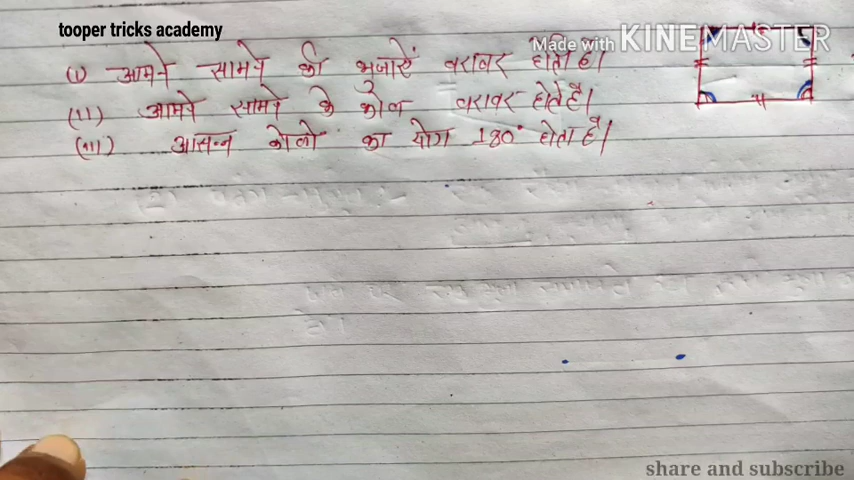 tooper tricks academy
Made with KINEMASTER
(i) आमने सामने की भुजाऐं बराबर होती है।
(ii) आमने सामने के कोण बराबर होते है।
(iii) आसन्न कोणो का योग 180° होता है।
share and subscribe